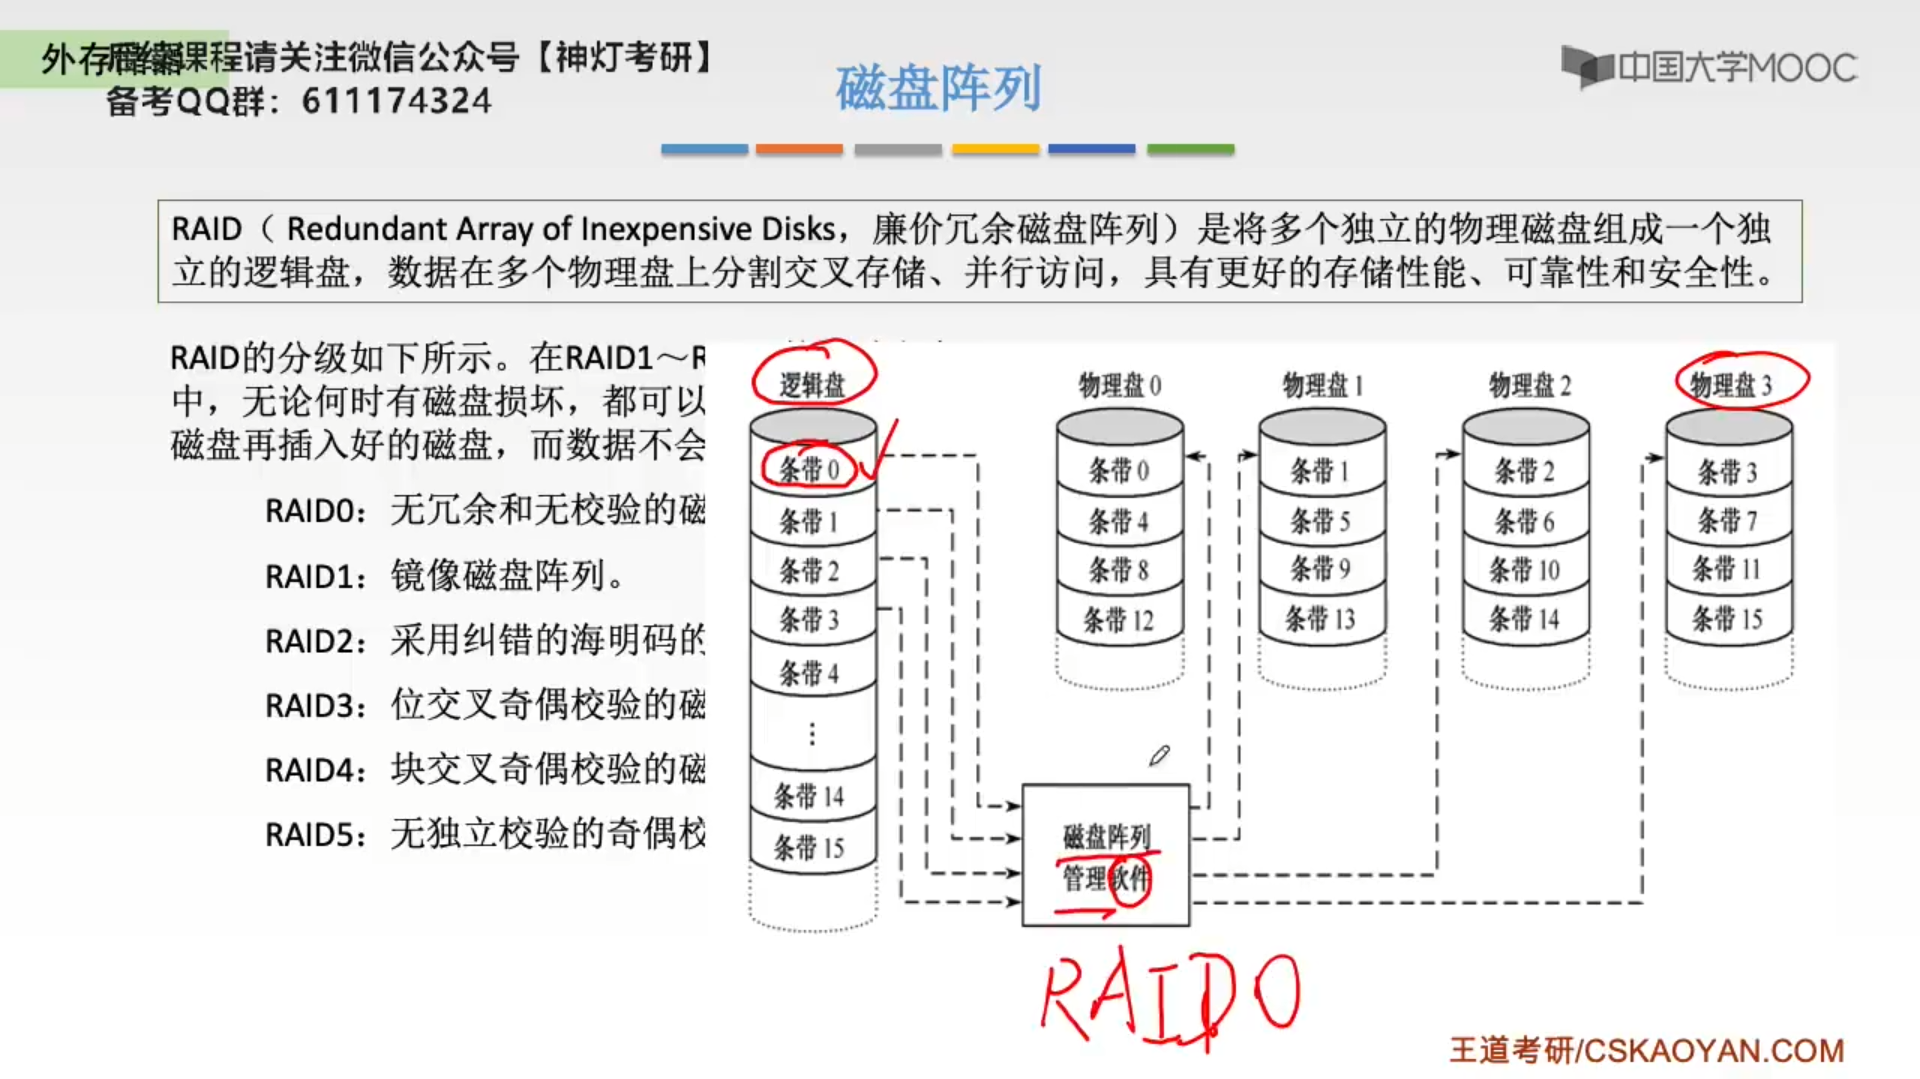 外存储器
后续课程请关注微信公众号【神灯考研】
备考QQ群：611174324
磁盘阵列
中国大学MOOC
RAID（ Redundant Array of Inexpensive Disks，廉价冗余磁盘阵列）是将多个独立的物理磁盘组成一个独
立的逻辑盘，数据在多个物理盘上分割交叉存储、并行访问，具有更好的存储性能、可靠性和安全性。
RAID的分级如下所示。在RAID1～R
中，无论何时有磁盘损坏，都可以
磁盘再插入好的磁盘，而数据不会
RAID0：无冗余和无校验的磁
RAID1：镜像磁盘阵列。
RAID2：采用纠错的海明码的
RAID3：位交叉奇偶校验的磁
RAID4：块交叉奇偶校验的磁
RAID5：无独立校验的奇偶校
逻辑盘
条带 0
条带 1
条带 2
条带 3
条带 4
⋮
条带 14
条带 15
物理盘 0
条带 0
条带 4
条带 8
条带 12
物理盘 1
条带 1
条带 5
条带 9
条带 13
物理盘 2
条带 2
条带 6
条带 10
条带 14
物理盘 3
条带 3
条带 7
条带 11
条带 15
磁盘阵列
管理软件
RAID0
王道考研/CSKAOYAN.COM